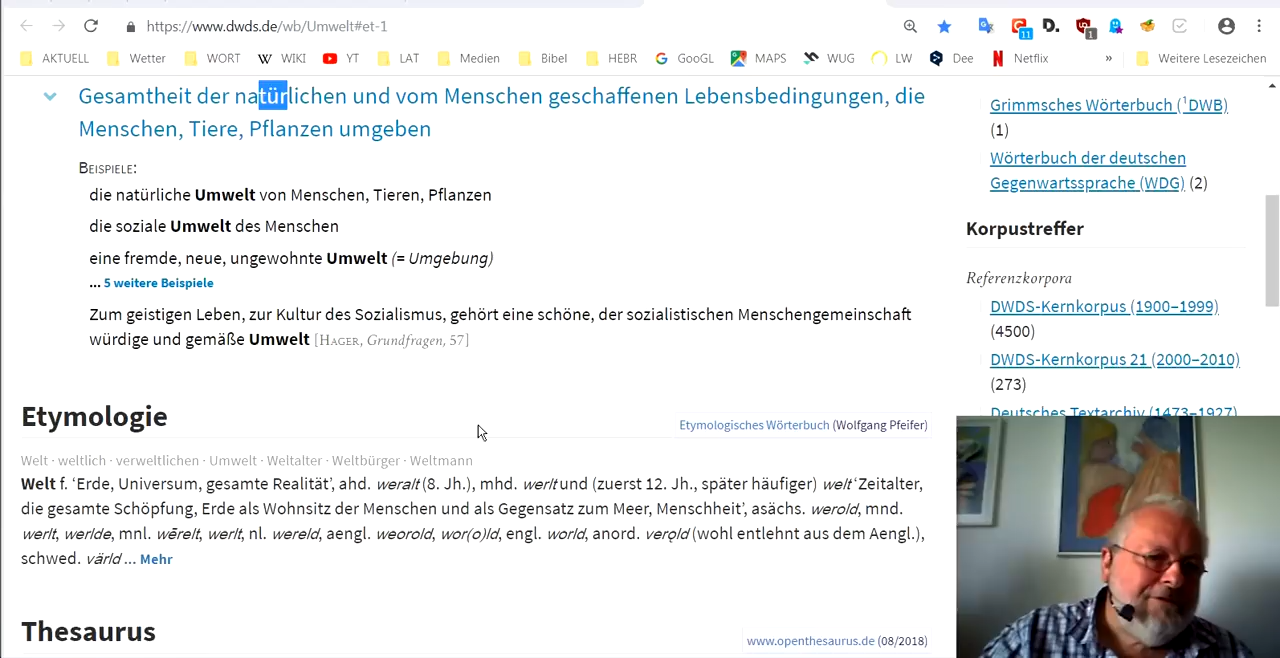 https://www.dwds.de/wb/Umwelt#et-1
11
D.
1
AKTUELL Wetter WORT WIKI YT LAT Medien Bibel HEBR GooGL MAPS WUG LW Dee Netflix » Weitere Lesezeichen
Gesamtheit der natürlichen und vom Menschen geschaffenen Lebensbedingungen, die
Menschen, Tiere, Pflanzen umgeben
BEISPIELE:
die natürliche Umwelt von Menschen, Tieren, Pflanzen
die soziale Umwelt des Menschen
eine fremde, neue, ungewohnte Umwelt (= Umgebung)
... 5 weitere Beispiele
Zum geistigen Leben, zur Kultur des Sozialismus, gehört eine schöne, der sozialistischen Menschengemeinschaft
würdige und gemäße Umwelt [HAGER, Grundfragen, 57]
Etymologie
Etymologisches Wörterbuch (Wolfgang Pfeifer)
Welt · weltlich · verweltlichen · Umwelt · Weltalter · Weltbürger · Weltmann
Welt f. ‘Erde, Universum, gesamte Realität’, ahd. weralt (8. Jh.), mhd. werlt und (zuerst 12. Jh., später häufiger) welt ‘Zeitalter,
die gesamte Schöpfung, Erde als Wohnsitz der Menschen und als Gegensatz zum Meer, Menschheit’, asächs. werold, mnd.
werlt, werlde, mnl. wērelt, werlt, nl. wereld, aengl. weorold, wor(o)ld, engl. world, anord. verǫld (wohl entlehnt aus dem Aengl.),
schwed. värld ... Mehr
Thesaurus
www.openthesaurus.de (08/2018)
Grimmsches Wörterbuch (¹DWB)
(1)
Wörterbuch der deutschen
Gegenwartssprache (WDG) (2)
Korpustreffer
Referenzkorpora
DWDS-Kernkorpus (1900–1999)
(4500)
DWDS-Kernkorpus 21 (2000–2010)
(273)
Deutsches Textarchiv (1473–1927)